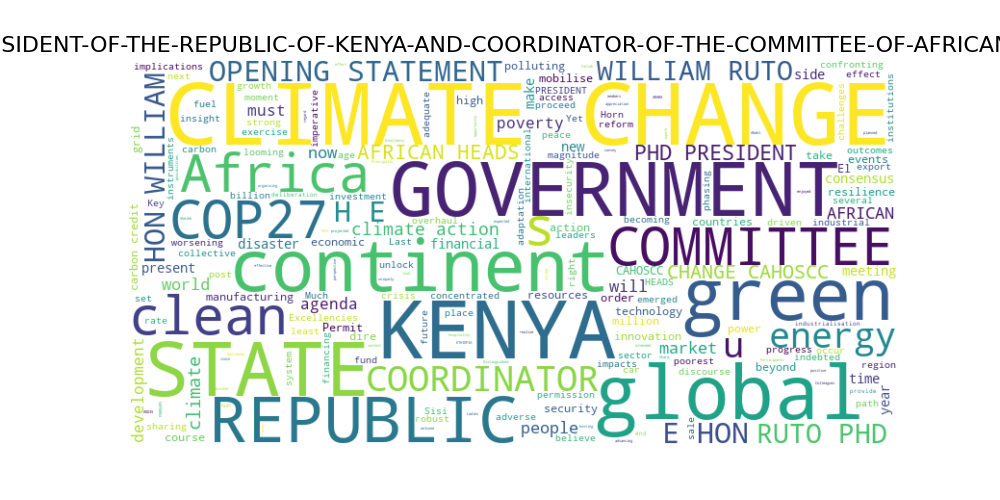 SIDENT-OF-THE-REPUBLIC-OF-KENYA-AND-COORDINATOR-OF-THE-COMMITTEE-OF-AFRICAN
implications
next
OPENING STATEMENT
polluting
WILLIAM RUTO
side
confronting
effect
growth
moment
mobilise
PRESIDENT
access
proceed
CLIMATE CHANGE
fuel
insight
must
strong
exercise
imperative
adequate
high
make
poverty
Yet
peace
Horn
reform
challenges
institutions
HON WILLIAM
grid
carbon
looming
now
age
AFRICAN HEADS
international
new
magnitude
PHD PRESIDENT
take
outcomes
events
export
El
instruments
Africa
billion
deliberation
investment
GOVERNMENT
insecurity
phasing
consensus
resilience
several
Key
COP27
H E
overhaul
climate action
adaptation
s
action
leaders
becoming
countries
driven
industrial
AFRICAN
carbon credit
worsening
collective
disaster
economic
Last
financial
COMMITTEE
present
world
post
continent
unlock
right
CAHOSCC
CHANGE CAHOSCC
meeting
HEADS
will
set
manufacturing
Much
agenda
crisis
concentrated
resources
order
emerged
green
clean
Excellencies
least
Permit
place
future
technology
million
innovation
power
industrialisation
rate
dire
KENYA
market
u
energy
progress
occur
development
STATE
system
financing
fund
sector
impacts
poorest
discourse
beyond
indebted
region
climate
COORDINATOR
car
global
time
provide
path
year
permission
sharing
course
REPUBLIC
Sisi
robust
adverse
security
people
believe
E HON
sale
RUTO PHD